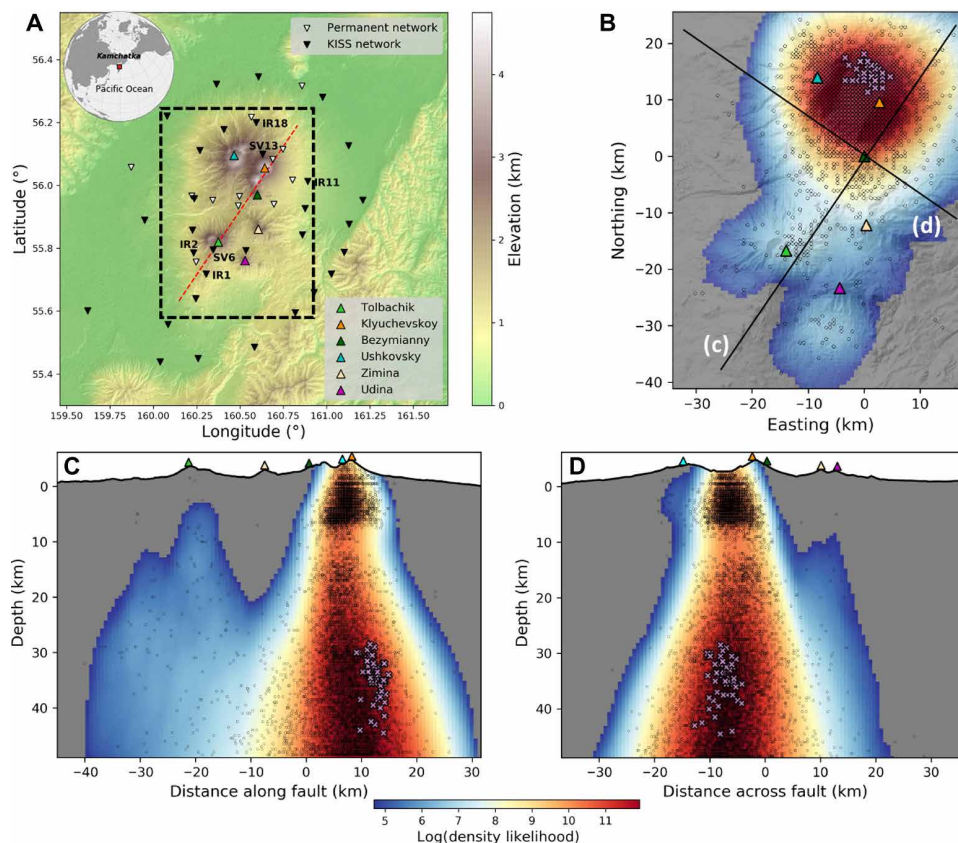 A
Kamchatka
Pacific Ocean
Permanent network
KISS network
IR18
SV13
IR11
IR2
SV6
IR1
Tolbachik
Klyuchevskoy
Bezymianny
Ushkovsky
Zimina
Udina
56.4
56.2
56.0
55.8
55.6
55.4
Latitude (°)
159.50
159.75
160.00
160.25
160.50
160.75
161.00
161.25
161.50
Longitude (°)
4
3
2
1
0
Elevation (km)
B
20
10
0
−10
−20
−30
−40
Northing (km)
(d)
(c)
−30
−20
−10
0
10
Easting (km)
C
0
10
20
30
40
Depth (km)
−40
−30
−20
−10
0
10
20
30
Distance along fault (km)
D
0
10
20
30
40
Depth (km)
−30
−20
−10
0
10
20
30
Distance across fault (km)
5
6
7
8
9
10
11
Log(density likelihood)